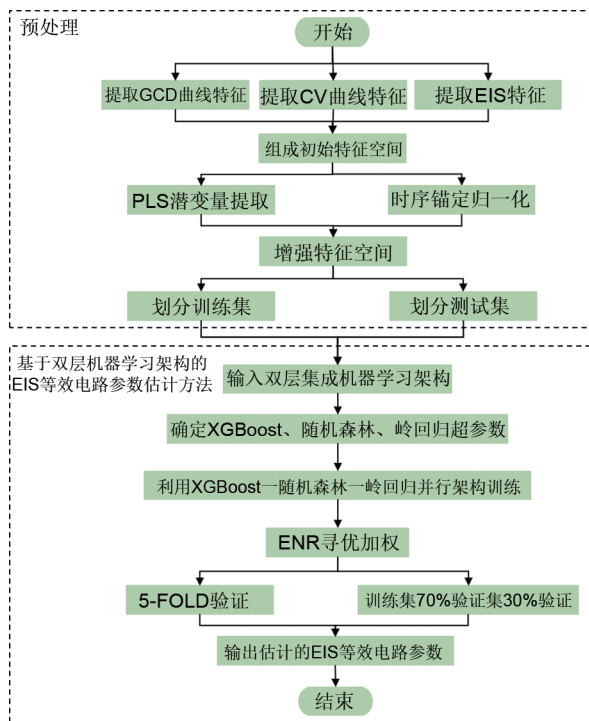 预处理
开始
提取GCD曲线特征
提取CV曲线特征
提取EIS特征
组成初始特征空间
PLS潜变量提取
时序锚定归一化
增强特征空间
划分训练集
划分测试集
基于双层机器学习架构的
EIS等效电路参数估计方法
输入双层集成机器学习架构
确定XGBoost、随机森林、岭回归超参数
利用XGBoost—随机森林—岭回归并行架构训练
ENR寻优加权
5-FOLD验证
训练集70%验证集30%验证
输出估计的EIS等效电路参数
结束